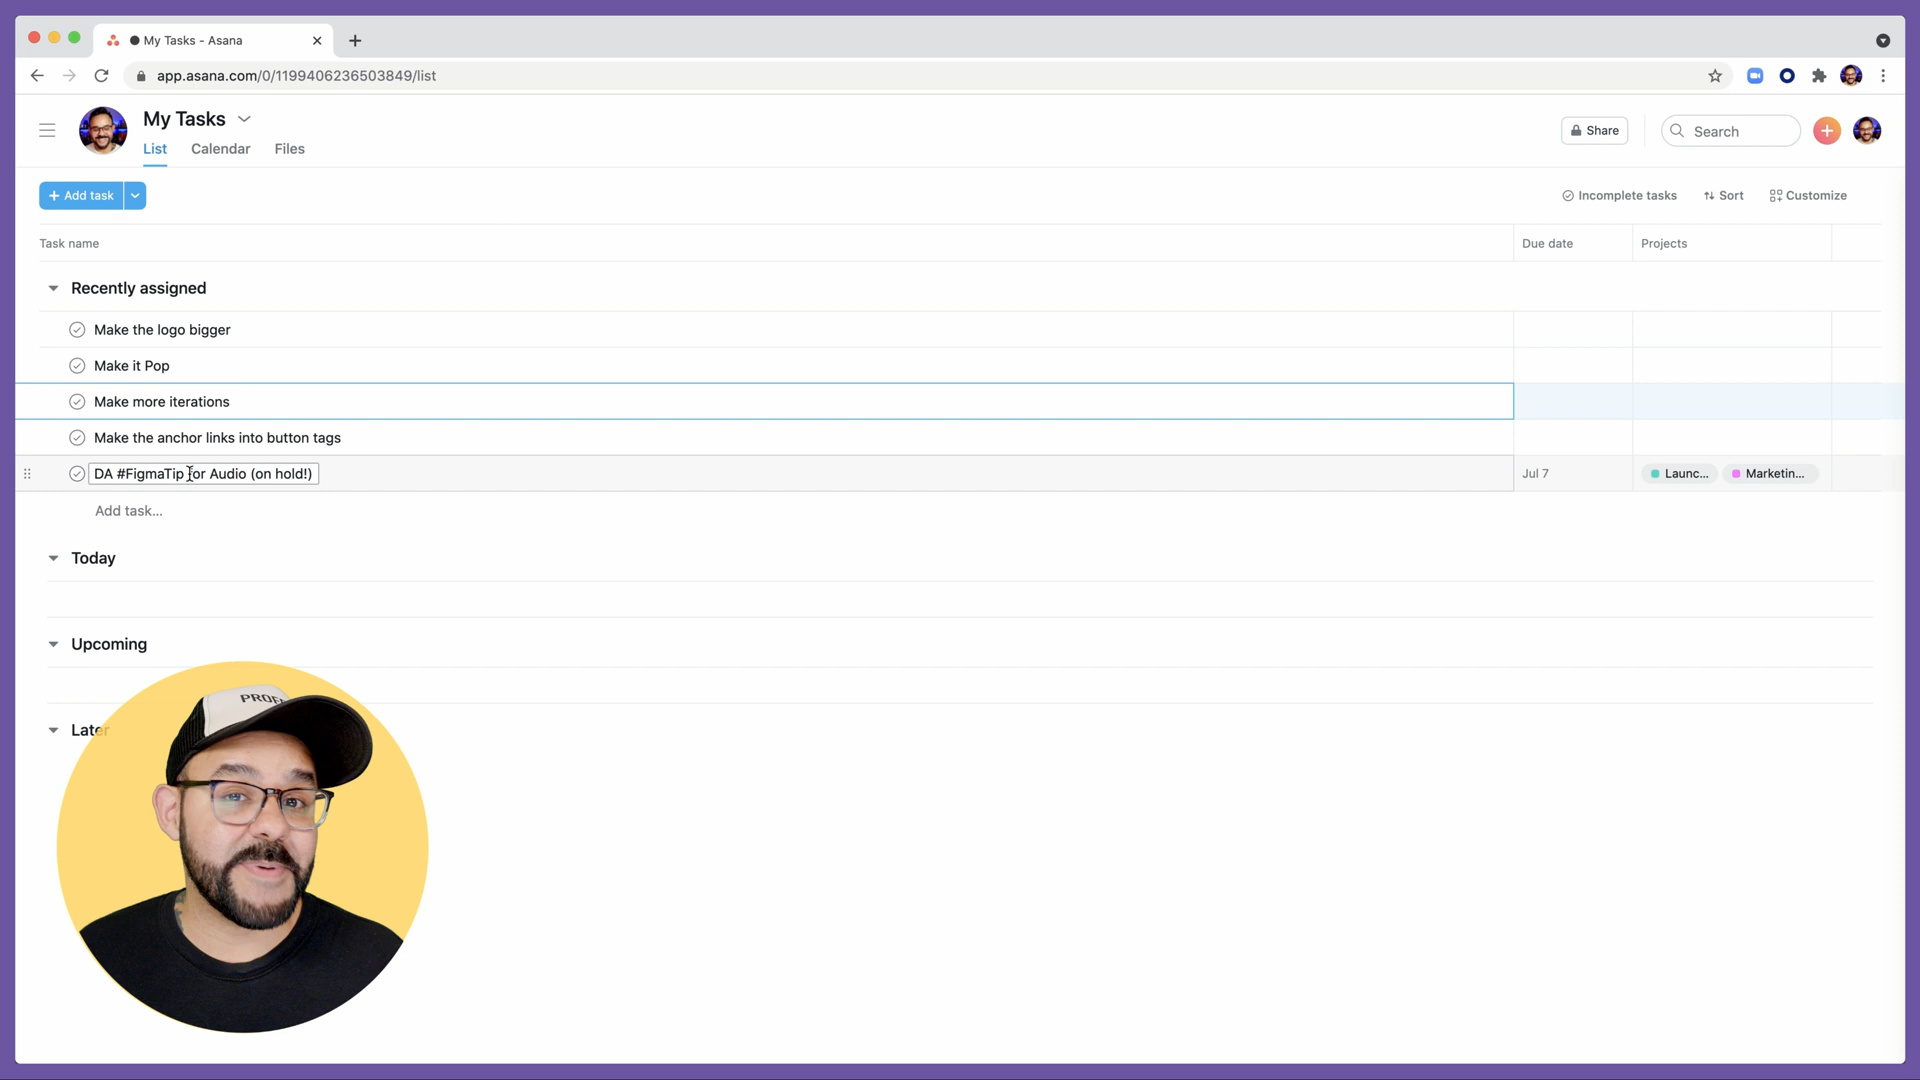 My Tasks - Asana
app.asana.com/0/1199406236503849/list
My Tasks
List Calendar Files
Share
Search
+ Add task
Incomplete tasks
Sort
Customize
Task name Due date Projects
Recently assigned
Make the logo bigger
Make it Pop
Make more iterations
Make the anchor links into button tags
DA #FigmaTip for Audio (on hold!) Jul 7 Launc... Marketin...
Add task...
Today
Upcoming
Later